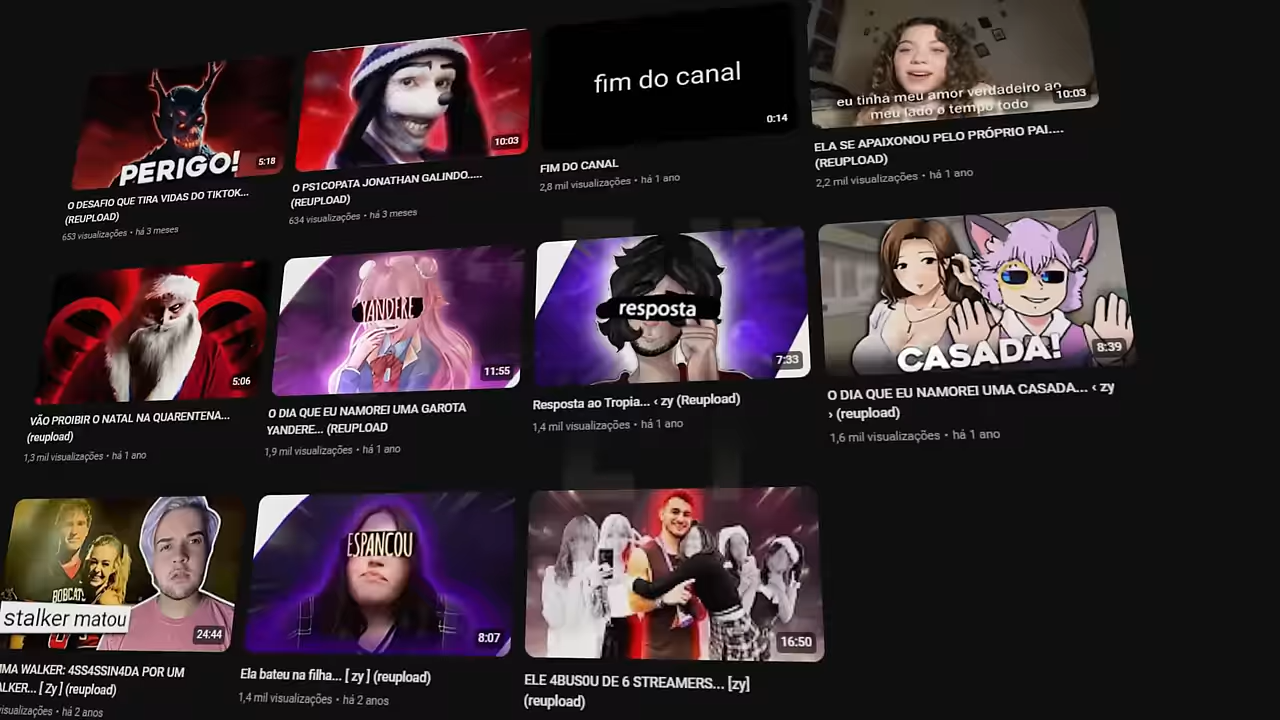 PERIGO!
5:18
O DESAFIO QUE TIRA VIDAS DO TIKTOK...
(REUPLOAD)
653 visualizações • há 3 meses
10:03
O PS1COPATA JONATHAN GALINDO.....
(REUPLOAD)
634 visualizações • há 3 meses
fim do canal
0:14
FIM DO CANAL
2,8 mil visualizações • há 1 ano
eu tinha meu amor verdadeiro ao
meu lado o tempo todo
10:03
ELA SE APAIXONOU PELO PRÓPRIO PAI....
(REUPLOAD)
2,2 mil visualizações • há 1 ano
5:06
VÃO PROIBIR O NATAL NA QUARENTENA...
(reupload)
1,3 mil visualizações • há 1 ano
YANDERE
11:55
O DIA QUE EU NAMOREI UMA GAROTA
YANDERE... (REUPLOAD
1,9 mil visualizações • há 1 ano
resposta
7:33
Resposta ao Tropia... ‹ zy (Reupload)
1,4 mil visualizações • há 1 ano
CASADA!
8:39
O DIA QUE EU NAMOREI UMA CASADA... ‹ zy
› (reupload)
1,6 mil visualizações • há 1 ano
BOBCATS
stalker matou
24:44
MA WALKER: 4SS4SSIN4DA POR UM
ALKER... [ Zy ] (reupload)
visualizações • há 2 anos
ESPANCOU
8:07
Ela bateu na filha... [ zy ] (reupload)
1,4 mil visualizações • há 2 anos
16:50
ELE 4BUS0U DE 6 STREAMERS... [zy]
(reupload)